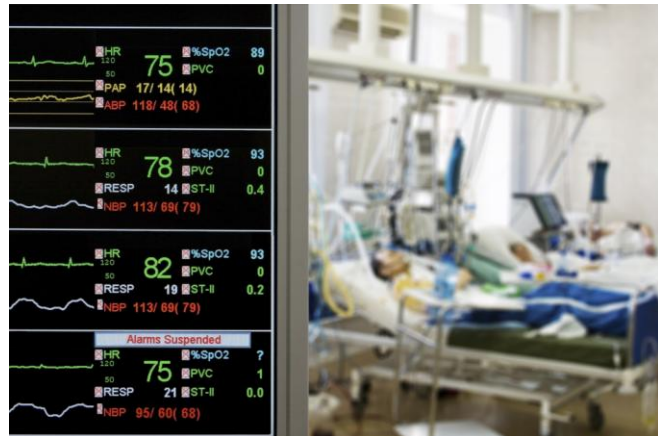 HR 120 50 75 %SpO2 89
PVC 0
PAP 17/ 14( 14)
ABP 118/ 48( 68)
HR 120 50 78 %SpO2 93
PVC 0
RESP 14 ST-II 0.4
NBP 113/ 69( 79)
HR 120 50 82 %SpO2 93
PVC 0
RESP 19 ST-II 0.2
NBP 113/ 69( 79)
Alarms Suspended
HR 120 50 75 %SpO2 ?
PVC 1
RESP 21 ST-II 0.0
NBP 95/ 60( 68)